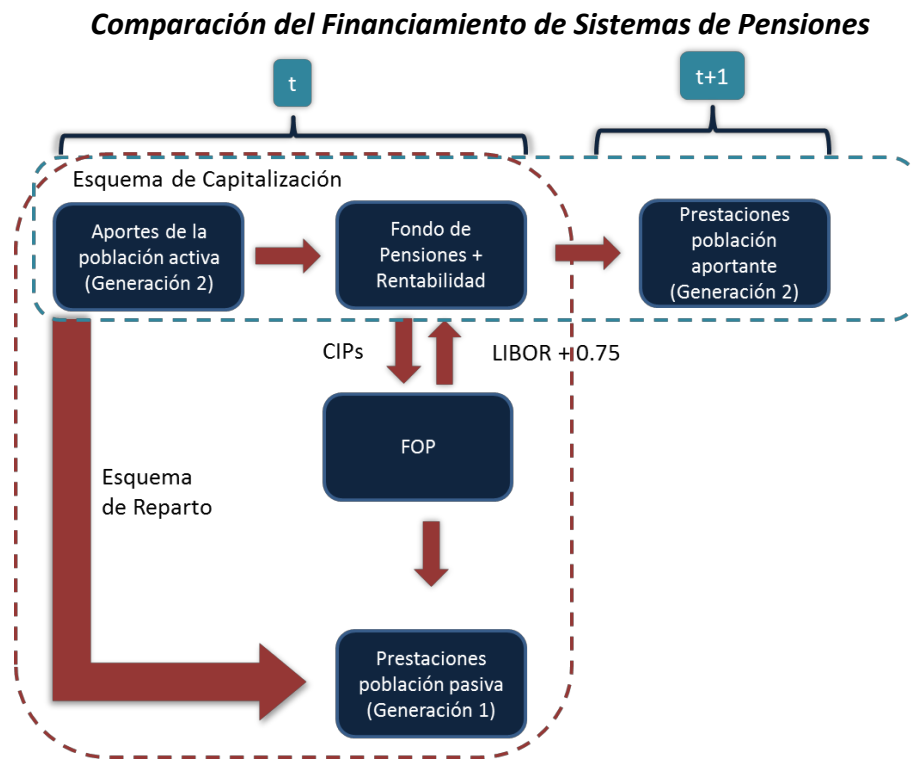 Comparación del Financiamiento de Sistemas de Pensiones
t
t+1
Esquema de Capitalización
Aportes de la
población activa
(Generación 2)
Fondo de
Pensiones +
Rentabilidad
Prestaciones
población
aportante
(Generación 2)
CIPs
LIBOR + 0.75
FOP
Esquema
de Reparto
Prestaciones
población pasiva
(Generación 1)